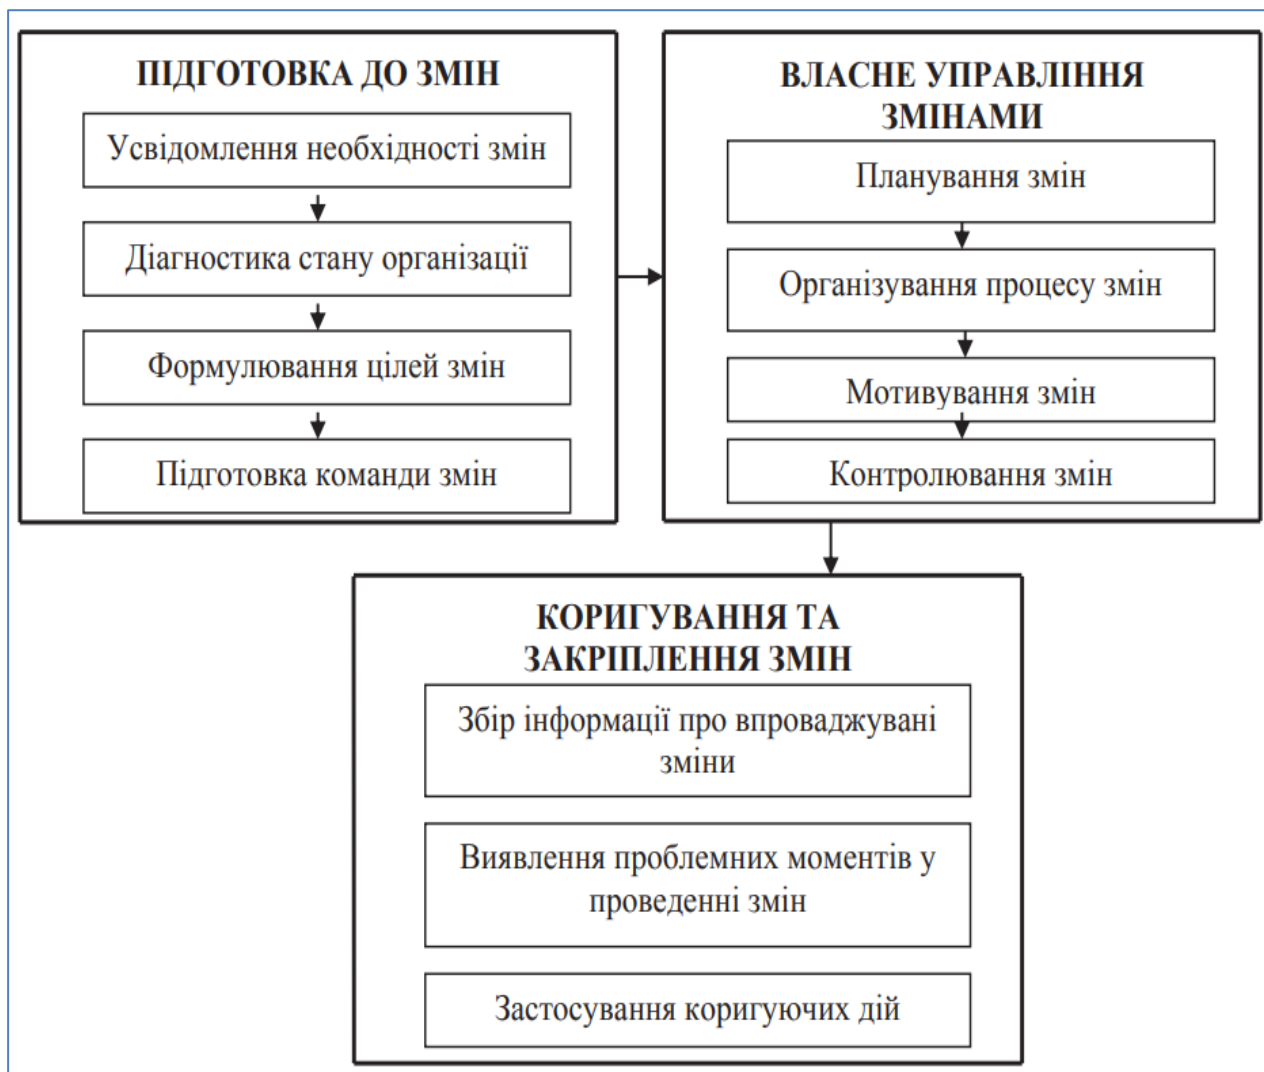 ПІДГОТОВКА ДО ЗМІН
Усвідомлення необхідності змін
Діагностика стану організації
Формулювання цілей змін
Підготовка команди змін
ВЛАСНЕ УПРАВЛІННЯ
ЗМІНАМИ
Планування змін
Організування процесу змін
Мотивування змін
Контролювання змін
КОРИГУВАННЯ ТА
ЗАКРІПЛЕННЯ ЗМІН
Збір інформації про впроваджувані
зміни
Виявлення проблемних моментів у
проведенні змін
Застосування коригуючих дій